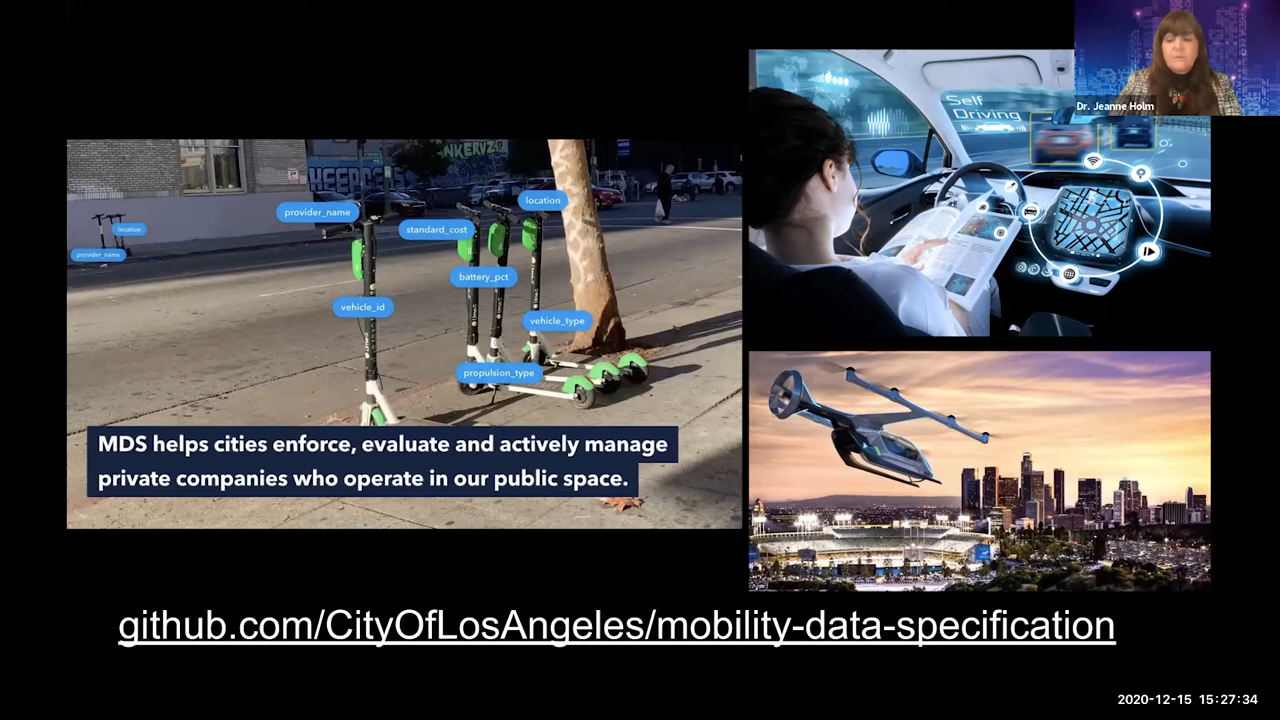 Dr. Jeanne Holm
Self
Driving
provider_name
location
standard_cost
location
provider_name
battery_pct
vehicle_id
vehicle_type
propulsion_type
MDS helps cities enforce, evaluate and actively manage
private companies who operate in our public space.
github.com/CityOfLosAngeles/mobility-data-specification
2020-12-15 15:27:34